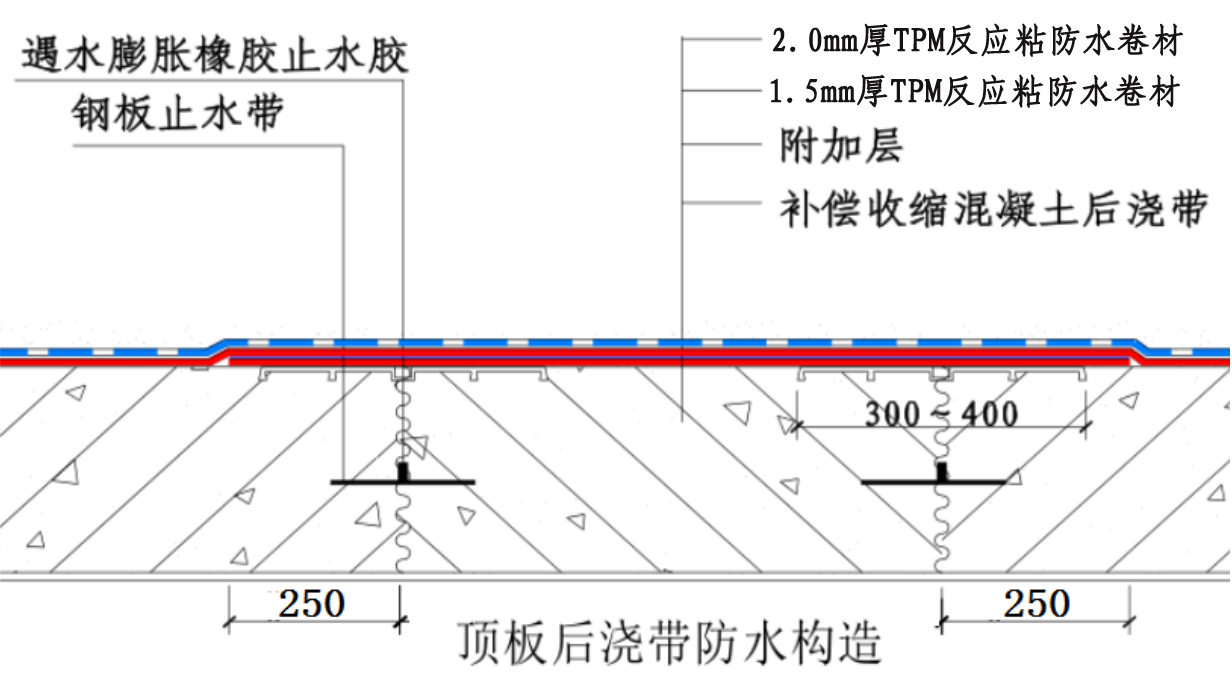 遇水膨胀橡胶止水胶
钢板止水带
2.0mm厚TPM反应粘防水卷材
1.5mm厚TPM反应粘防水卷材
附加层
补偿收缩混凝土后浇带
300~400
250
250
顶板后浇带防水构造